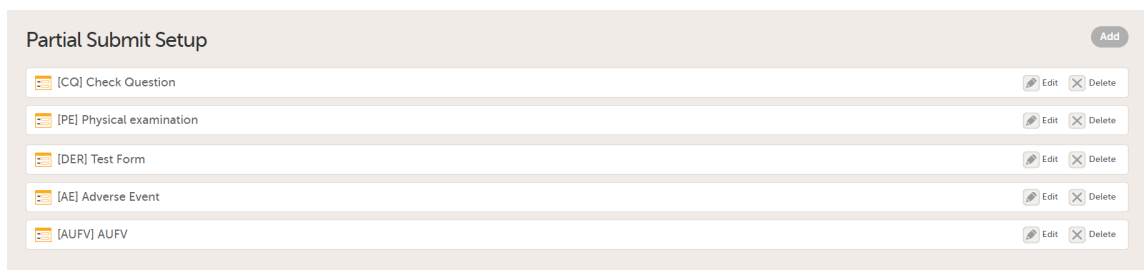 Partial Submit Setup Add
[CQ] Check Question Edit Delete
[PE] Physical examination Edit Delete
[DER] Test Form Edit Delete
[AE] Adverse Event Edit Delete
[AUFV] AUFV Edit Delete